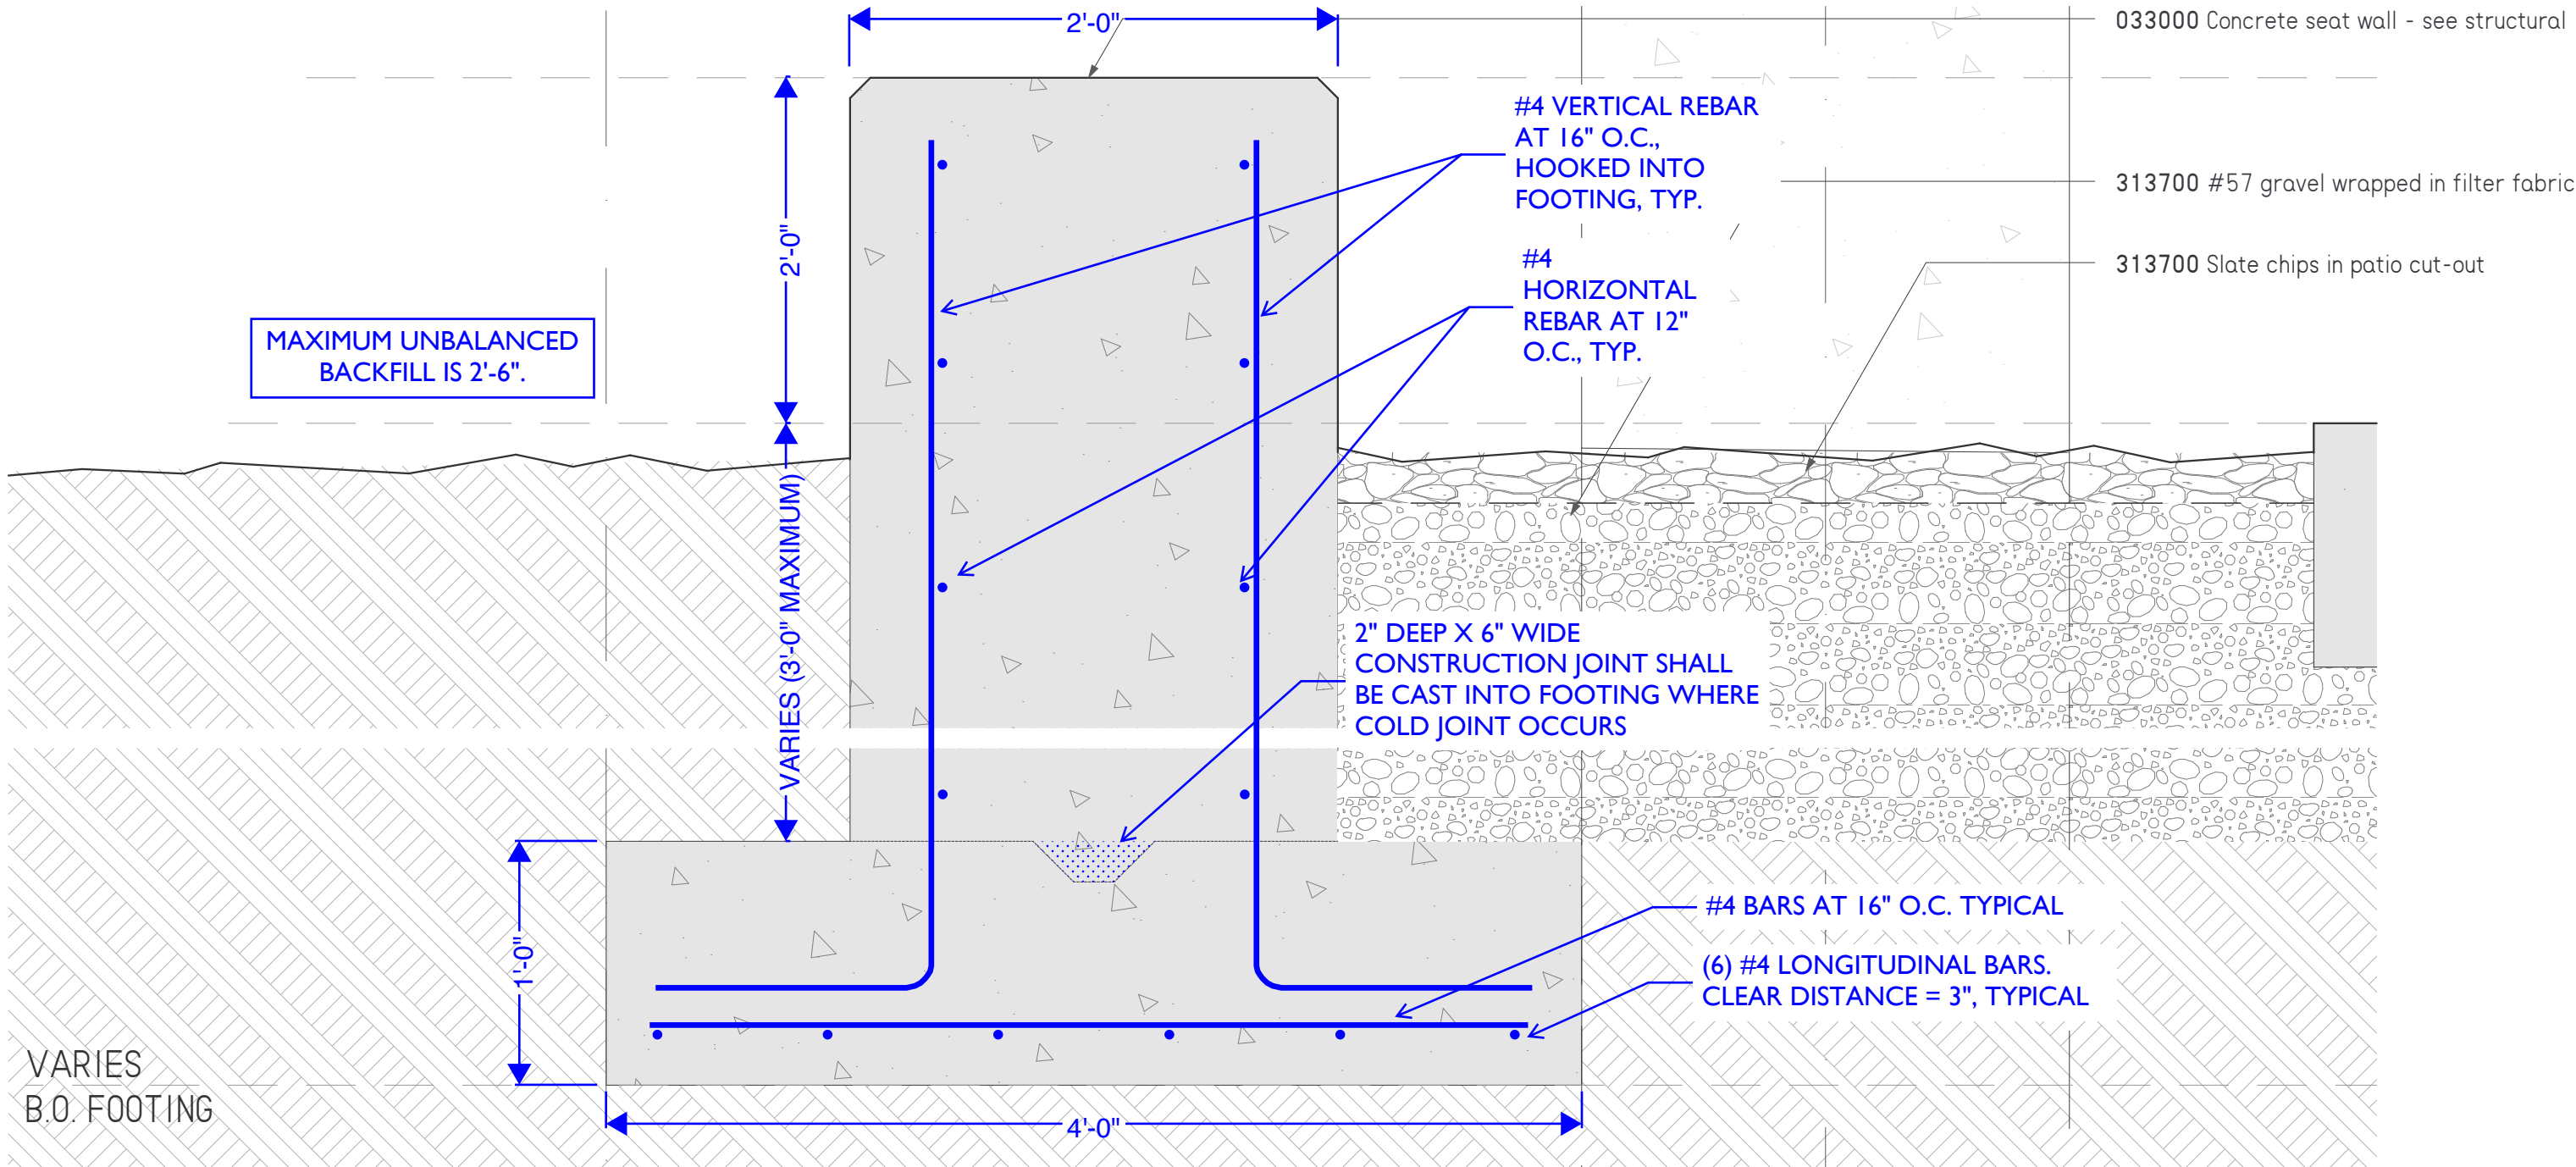 2'-0"
033000 Concrete seat wall - see structural
#4 VERTICAL REBAR
AT 16" O.C.,
HOOKED INTO
FOOTING, TYP.
313700 #57 gravel wrapped in filter fabric
2'-0"
#4
HORIZONTAL
REBAR AT 12"
O.C., TYP.
313700 Slate chips in patio cut-out
MAXIMUM UNBALANCED
BACKFILL IS 2'-6".
VARIES (3'-0" MAXIMUM)
2" DEEP X 6" WIDE
CONSTRUCTION JOINT SHALL
BE CAST INTO FOOTING WHERE
COLD JOINT OCCURS
1'-0"
#4 BARS AT 16" O.C. TYPICAL
(6) #4 LONGITUDINAL BARS.
CLEAR DISTANCE = 3", TYPICAL
VARIES
B.O. FOOTING
4'-0"